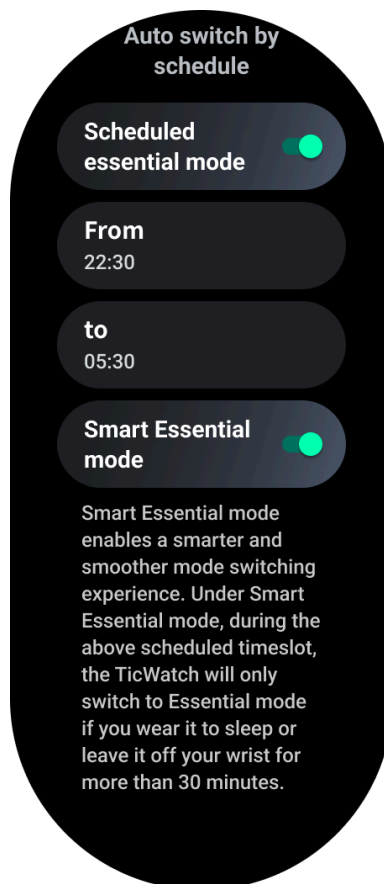 Auto switch by
schedule
Scheduled
essential mode
From
22:30
to
05:30
Smart Essential
mode
Smart Essential mode
enables a smarter and
smoother mode switching
experience. Under Smart
Essential mode, during the
above scheduled timeslot,
the TicWatch will only
switch to Essential mode
if you wear it to sleep or
leave it off your wrist for
more than 30 minutes.